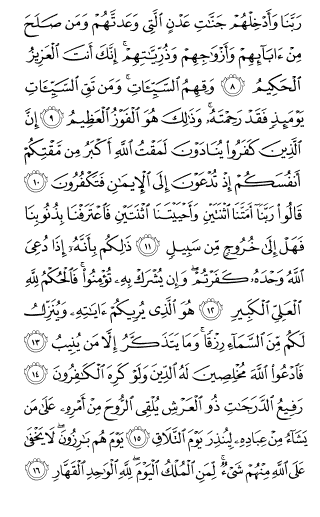 رَبَّنَا وَأَدْخِلْهُمْ جَنَّٰتِ عَدْنٍ ٱلَّتِى وَعَدتَّهُمْ وَمَن صَلَحَ
مِنْ ءَابَآئِهِمْ وَأَزْوَٰجِهِمْ وَذُرِّيَّٰتِهِمْ ۚ إِنَّكَ أَنتَ ٱلْعَزِيزُ
ٱلْحَكِيمُ ٨ وَقِهِمُ ٱلسَّيِّـَٔاتِ ۚ وَمَن تَقِ ٱلسَّيِّـَٔاتِ
يَوْمَئِذٍ فَقَدْ رَحِمْتَهُۥ ۚ وَذَٰلِكَ هُوَ ٱلْفَوْزُ ٱلْعَظِيمُ ٩ إِنَّ
ٱلَّذِينَ كَفَرُوا۟ يُنَادَوْنَ لَمَقْتُ ٱللَّهِ أَكْبَرُ مِن مَّقْتِكُمْ
أَنفُسَكُمْ إِذْ تُدْعَوْنَ إِلَى ٱلْإِيمَٰنِ فَتَكْفُرُونَ ١٠
قَالُوا۟ رَبَّنَآ أَمَتَّنَا ٱثْنَتَيْنِ وَأَحْيَيْتَنَا ٱثْنَتَيْنِ فَٱعْتَرَفْنَا بِذُنُوبِنَا
فَهَلْ إِلَىٰ خُرُوجٍ مِّن سَبِيلٍ ١١ ذَٰلِكُم بِأَنَّهُۥٓ إِذَا دُعِىَ
ٱللَّهُ وَحْدَهُۥ كَفَرْتُمْ ۖ وَإِن يُشْرَكْ بِهِۦ تُؤْمِنُوا۟ ۚ فَٱلْحُكْمُ لِلَّهِ
ٱلْعَلِىِّ ٱلْكَبِيرِ ١٢ هُوَ ٱلَّذِى يُرِيكُمْ ءَايَٰتِهِۦ وَيُنَزِّلُ
لَكُم مِّنَ ٱلسَّمَآءِ رِزْقًا ۚ وَمَا يَتَذَكَّرُ إِلَّا مَن يُنِيبُ ١٣
فَٱدْعُوا۟ ٱللَّهَ مُخْلِصِينَ لَهُ ٱلدِّينَ وَلَوْ كَرِهَ ٱلْكَٰفِرُونَ ١٤
رَفِيعُ ٱلدَّرَجَٰتِ ذُو ٱلْعَرْشِ يُلْقِى ٱلرُّوحَ مِنْ أَمْرِهِۦ عَلَىٰ مَن
يَشَآءُ مِنْ عِبَادِهِۦ لِيُنذِرَ يَوْمَ ٱلتَّلَاقِ ١٥ يَوْمَ هُم بَٰرِزُونَ ۖ لَا يَخْفَىٰ
عَلَى ٱللَّهِ مِنْهُمْ شَىْءٌ ۚ لِّمَنِ ٱلْمُلْكُ ٱلْيَوْمَ ۖ لِلَّهِ ٱلْوَٰحِدِ ٱلْقَهَّارِ ١٦